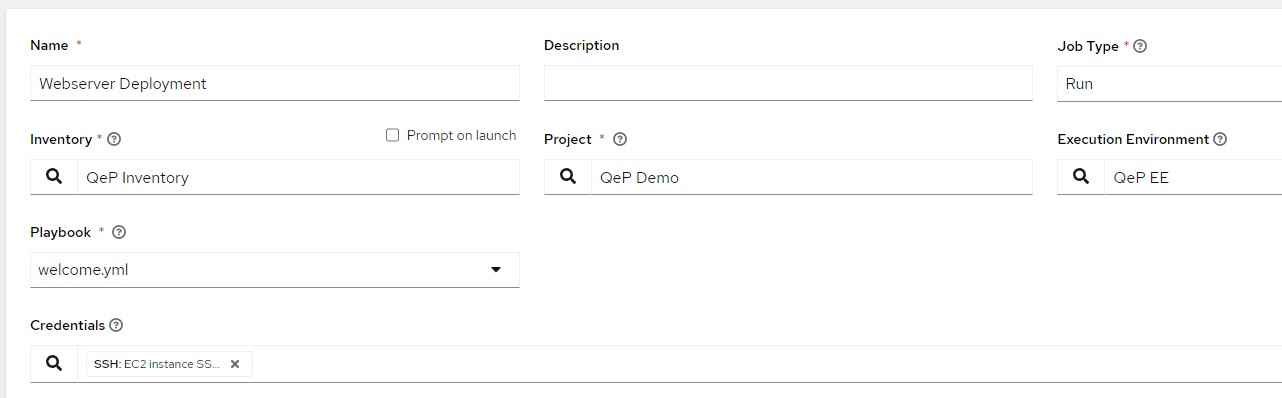 Name *
Description
Job Type *
Webserver Deployment
Run
Inventory *
Prompt on launch
Project *
Execution Environment
QeP Inventory
QeP Demo
QeP EE
Playbook *
welcome.yml
Credentials
SSH: EC2 instance SS...